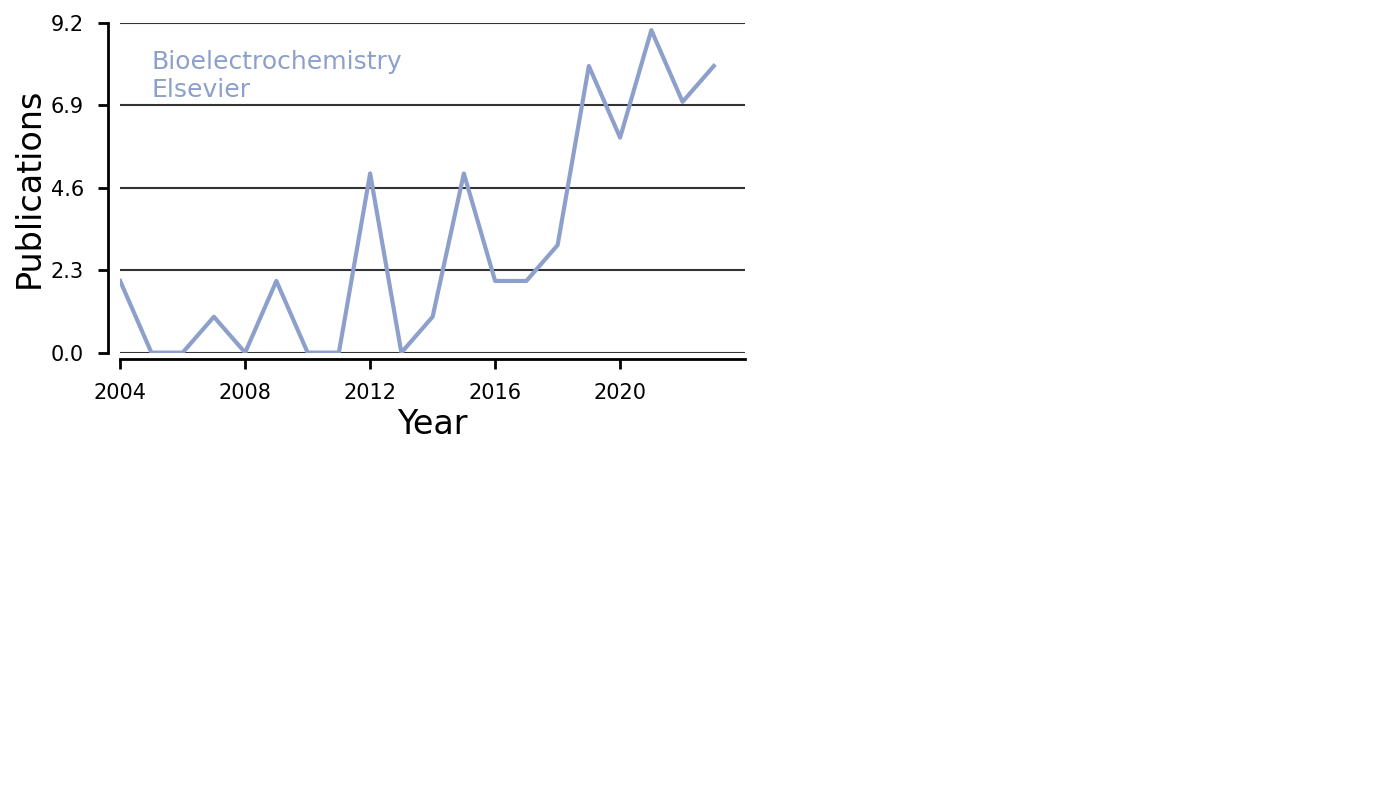 9.2
Bioelectrochemistry
Elsevier
6.9
4.6
2.3
0.0
Publications
2004 2008 2012 2016 2020
Year